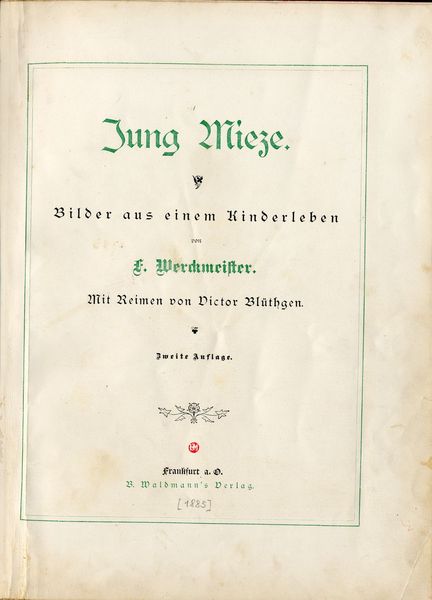 Jung Mieze.
Bilder aus einem Kinderleben
von
F. Werckmeister.
Mit Reimen von Victor Blüthgen.
Zweite Auflage.
Frankfurt a. O.
B. Waldmann's Verlag.
[1885]